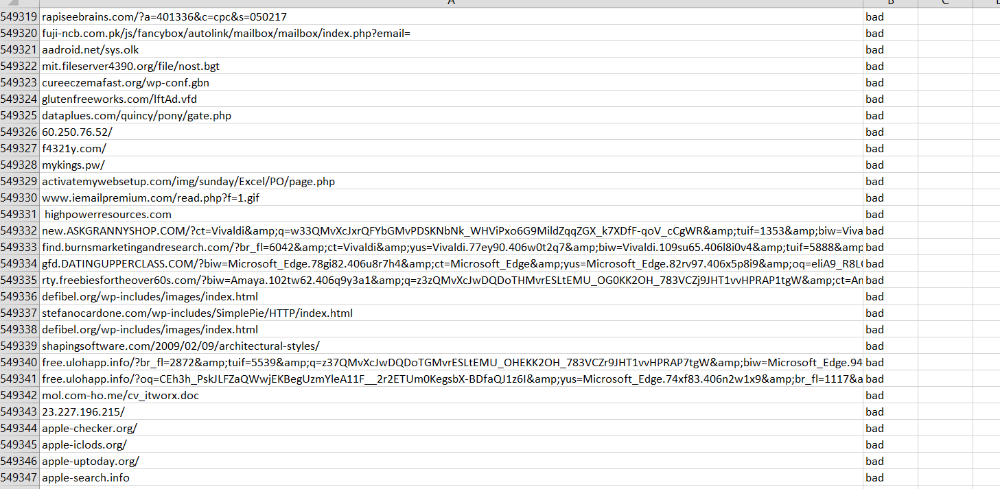 A B C
549319 rapiseebrains.com/?a=401336&c=cpc&s=050217 bad
549320 fuji-ncb.com.pk/js/fancybox/autolink/mailbox/mailbox/index.php?email= bad
549321 aadroid.net/sys.olk bad
549322 mit.fileserver4390.org/file/nost.bgt bad
549323 cureeczemafast.org/wp-conf.gbn bad
549324 glutenfreeworks.com/lftAd.vfd bad
549325 dataplues.com/quincy/pony/gate.php bad
549326 60.250.76.52/ bad
549327 f4321y.com/ bad
549328 mykings.pw/ bad
549329 activatemywebsetup.com/img/sunday/Excel/PO/page.php bad
549330 www.iemailpremium.com/read.php?f=1.gif bad
549331 highpowerresources.com bad
549332 new.ASKGRANNYSHOP.COM/?ct=Vivaldi&amp;q=w33QMvXcJxrQFYbGMvPDSKNbNk_WHViPxo6G9MildZqqZGX_k7XDfF-qoV_cCgWR&amp;tuif=1353&amp;biw=Viva bad
549333 find.burnsmarketingandresearch.com/?br_fl=6042&amp;ct=Vivaldi&amp;yus=Vivaldi.77ey90.406w0t2q7&amp;biw=Vivaldi.109su65.406l8i0v4&amp;tuif=5888&amp bad
549334 gfd.DATINGUPPERCLASS.COM/?biw=Microsoft_Edge.78gi82.406u8r7h4&amp;ct=Microsoft_Edge&amp;yus=Microsoft_Edge.82rv97.406x5p8i9&amp;oq=eliA9_R8L bad
549335 rty.freebiesfortheover60s.com/?biw=Amaya.102tw62.406q9y3a1&amp;q=z3zQMvXcJwDQDoTHMvrESLtEMU_OG0KK2OH_783VCZj9JHT1vvHPRAP1tgW&amp;ct=An bad
549336 defibel.org/wp-includes/images/index.html bad
549337 stefanocardone.com/wp-includes/SimplePie/HTTP/index.html bad
549338 defibel.org/wp-includes/images/index.html bad
549339 shapingsoftware.com/2009/02/09/architectural-styles/ bad
549340 free.ulohapp.info/?br_fl=2872&amp;tuif=5539&amp;q=z37QMvXcJwDQDoTGMvrESLtEMU_OHEKK2OH_783VCZr9JHT1vvHPRAP7tgW&amp;biw=Microsoft_Edge.94 bad
549341 free.ulohapp.info/?oq=CEh3h_PskJLFZaQWwjEKBegUzmYleA11F__2r2ETUm0KegsbX-BDfaQJ1z6I&amp;yus=Microsoft_Edge.74xf83.406n2w1x9&amp;br_fl=1117&a bad
549342 mol.com-ho.me/cv_itworx.doc bad
549343 23.227.196.215/ bad
549344 apple-checker.org/ bad
549345 apple-iclods.org/ bad
549346 apple-uptoday.org/ bad
549347 apple-search.info bad